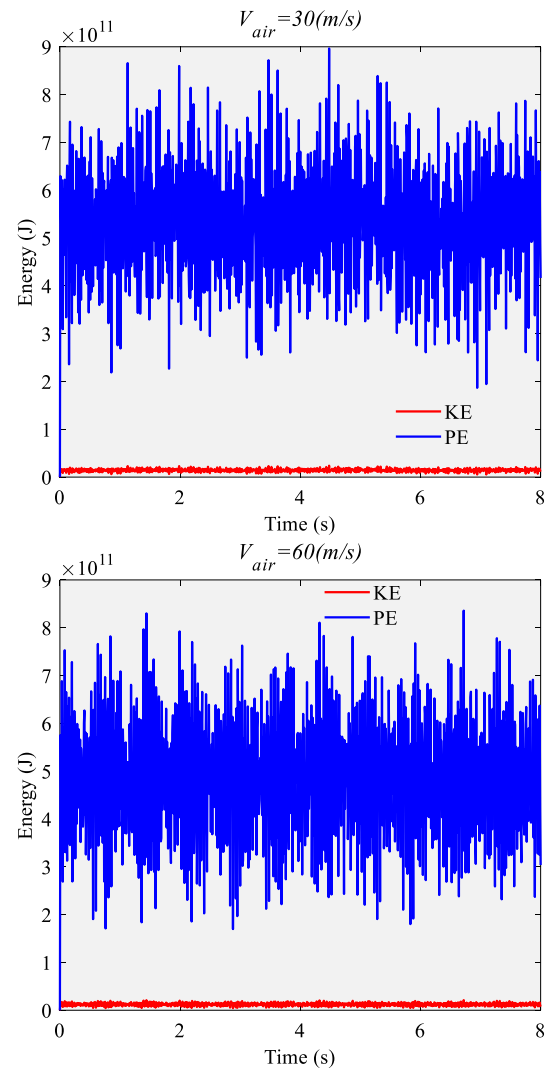 V_air=30(m/s)
×10^11
9
8
7
6
5
4
3
2
1
0
Energy (J)
KE
PE
0 2 4 6 8
Time (s)
V_air=60(m/s)
×10^11
9
8
7
6
5
4
3
2
1
0
Energy (J)
KE
PE
0 2 4 6 8
Time (s)